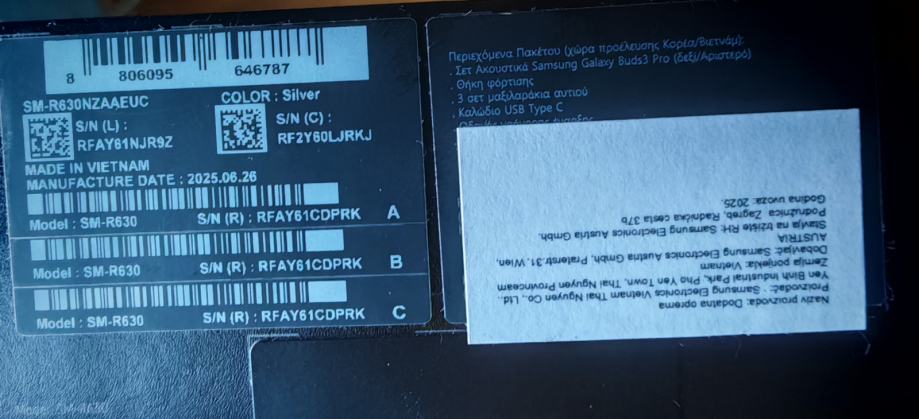 8 806095 646787
SM-R630NZAAEUC
COLOR : Silver
S/N (L) :
RFAY61NJR9Z
S/N (C) :
RF2Y60LJRKJ
MADE IN VIETNAM
MANUFACTURE DATE : 2025.06.26
Model : SM-R630 S/N (R) : RFAY61CDPRK A
Model : SM-R630 S/N (R) : RFAY61CDPRK B
Model : SM-R630 S/N (R) : RFAY61CDPRK C
Περιεχόμενα Πακέτου (χώρα προέλευσης Κορέα/Βιετνάμ):
. Σετ Ακουστικά Samsung Galaxy Buds3 Pro (δεξί/Αριστερό)
. Θήκη φόρτισης
. 3 σετ μαξιλαράκια αυτιού
. Καλώδιο USB Type C
Naziv proizvoda: Dodatna oprema
Proizvođač: Samsung Electronics Vietnam Thai Nguyen Co., Ltd.,
Yen Binh Industrial Park, Pho Yen Town, Thai Nguyen Provinceam
Zemlja porijekla: Vietnam
Dobavljač: Samsung Electronics Austria Gmbh, Praterstr.31, Wien,
AUSTRIA
Stavlja na tržište RH: Samsung Electronics Austria Gmbh,
Podružnica Zagreb, Radnička cesta 37b
Godina uvoza: 2025.